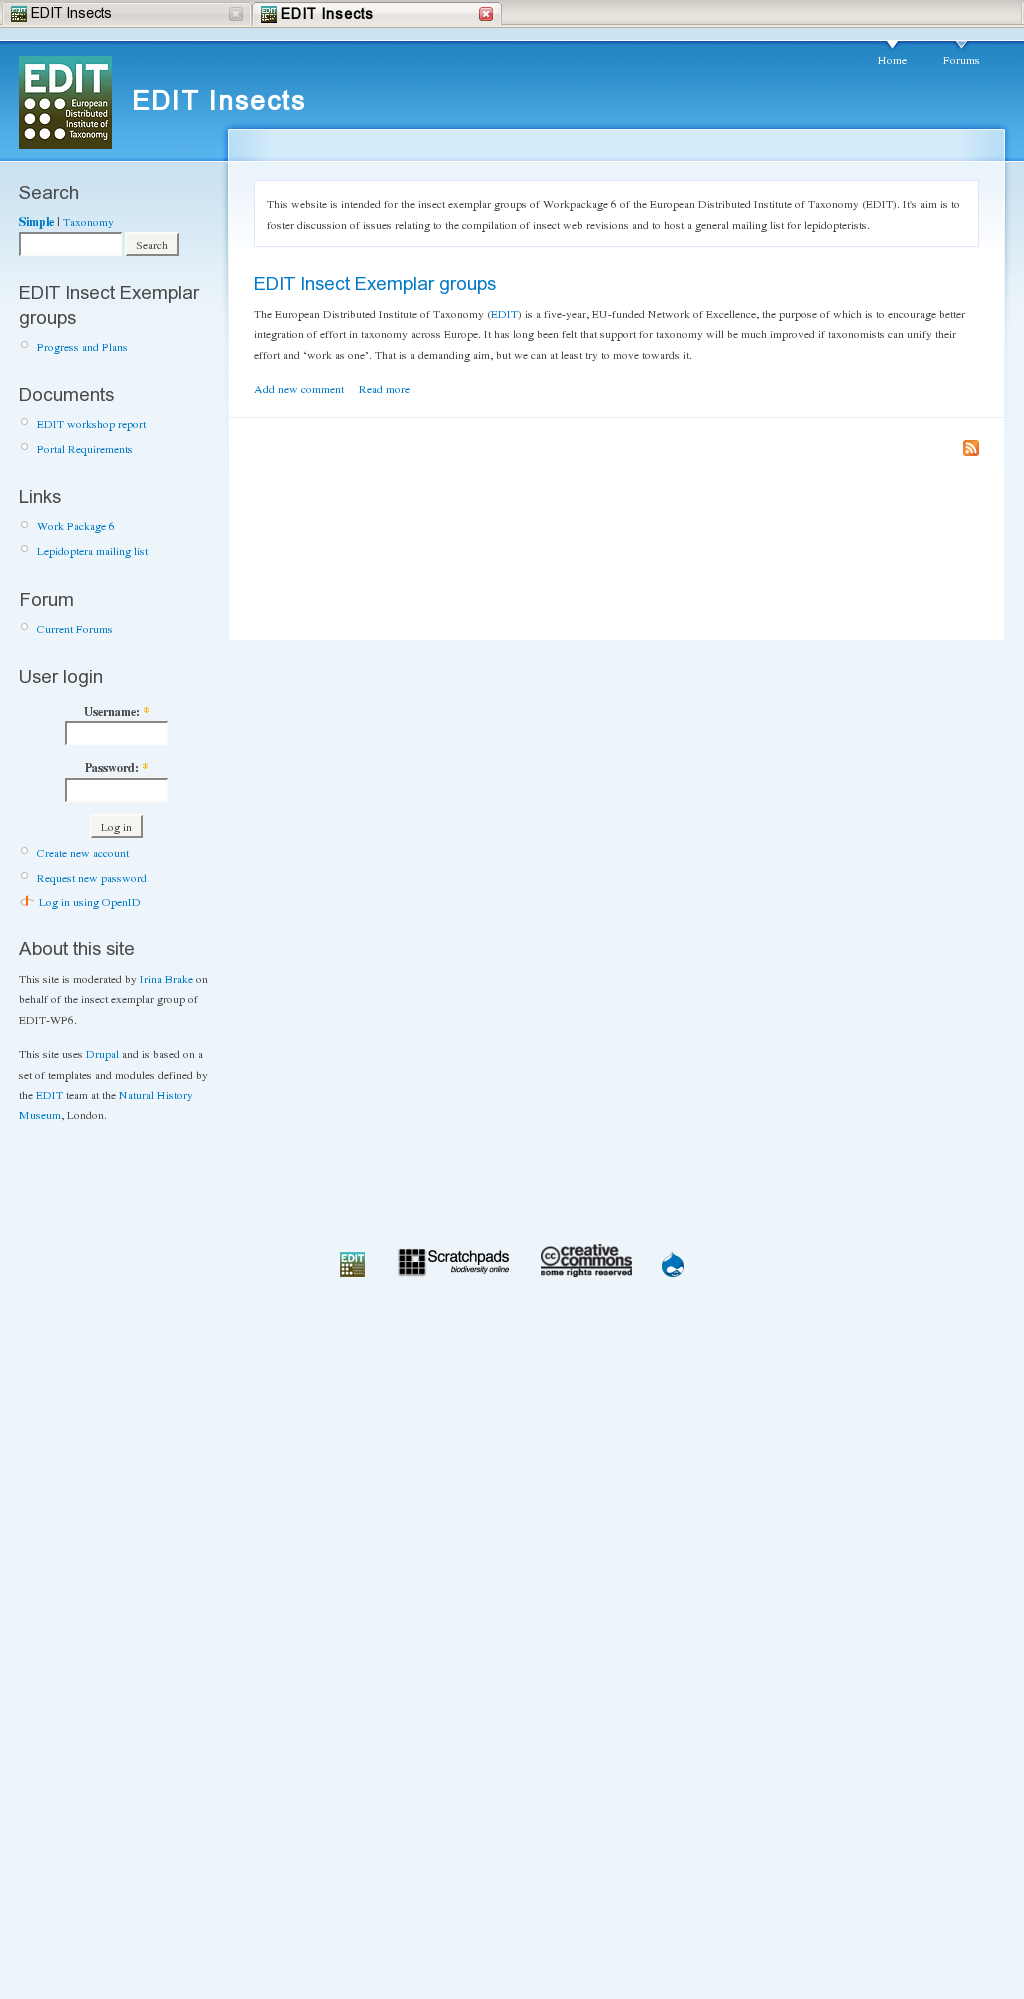 EDIT Insects
EDIT Insects
Home
Forums
EDIT
European
Distributed
Institute of
Taxonomy
EDIT Insects
Search
Simple | Taxonomy
Search
EDIT Insect Exemplar
groups
Progress and Plans
Documents
EDIT workshop report
Portal Requirements
Links
Work Package 6
Lepidoptera mailing list
Forum
Current Forums
User login
Username: *
Password: *
Log in
Create new account
Request new password
Log in using OpenID
About this site
This site is moderated by Irina Brake on
behalf of the insect exemplar group of
EDIT-WP6.
This site uses Drupal and is based on a
set of templates and modules defined by
the EDIT team at the Natural History
Museum, London.
This website is intended for the insect exemplar groups of Workpackage 6 of the European Distributed Institute of Taxonomy (EDIT). It's aim is to
foster discussion of issues relating to the compilation of insect web revisions and to host a general mailing list for lepidopterists.
EDIT Insect Exemplar groups
The European Distributed Institute of Taxonomy (EDIT) is a five-year, EU-funded Network of Excellence, the purpose of which is to encourage better
integration of effort in taxonomy across Europe. It has long been felt that support for taxonomy will be much improved if taxonomists can unify their
effort and ‘work as one’. That is a demanding aim, but we can at least try to move towards it.
Add new comment Read more
EDIT
Scratchpads
biodiversity online
cc creative
commons
some rights reserved